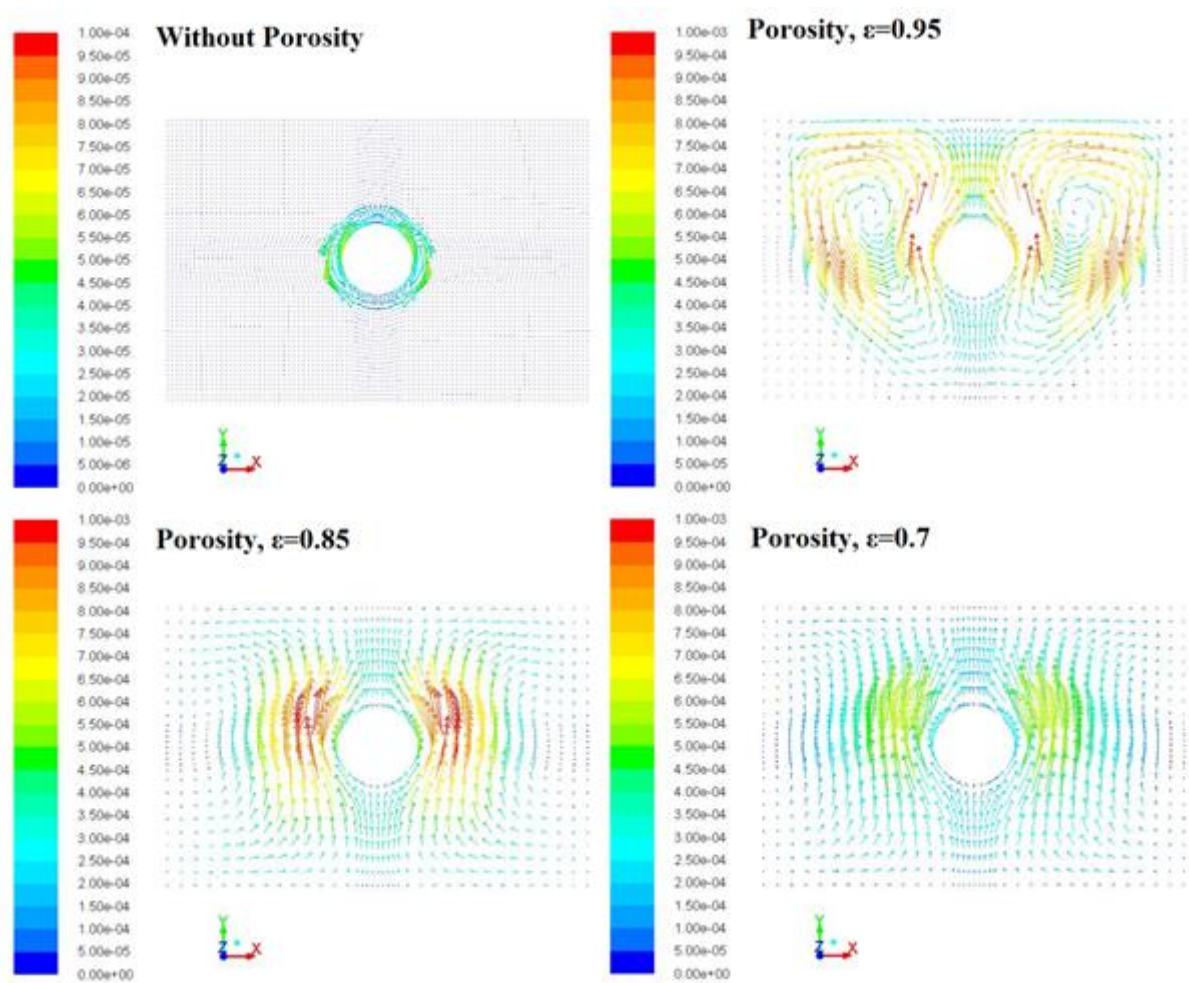 Without Porosity
1.00e-04
9.50e-05
9.00e-05
8.50e-05
8.00e-05
7.50e-05
7.00e-05
6.50e-05
6.00e-05
5.50e-05
5.00e-05
4.50e-05
4.00e-05
3.50e-05
3.00e-05
2.50e-05
2.00e-05
1.50e-05
1.00e-05
5.00e-06
0.00e+00
Y
Z
X
Porosity, ε=0.95
1.00e-03
9.50e-04
9.00e-04
8.50e-04
8.00e-04
7.50e-04
7.00e-04
6.50e-04
6.00e-04
5.50e-04
5.00e-04
4.50e-04
4.00e-04
3.50e-04
3.00e-04
2.50e-04
2.00e-04
1.50e-04
1.00e-04
5.00e-05
0.00e+00
Y
Z
X
Porosity, ε=0.85
1.00e-03
9.50e-04
9.00e-04
8.50e-04
8.00e-04
7.50e-04
7.00e-04
6.50e-04
6.00e-04
5.50e-04
5.00e-04
4.50e-04
4.00e-04
3.50e-04
3.00e-04
2.50e-04
2.00e-04
1.50e-04
1.00e-04
5.00e-05
0.00e+00
Y
Z
X
Porosity, ε=0.7
1.00e-03
9.50e-04
9.00e-04
8.50e-04
8.00e-04
7.50e-04
7.00e-04
6.50e-04
6.00e-04
5.50e-04
5.00e-04
4.50e-04
4.00e-04
3.50e-04
3.00e-04
2.50e-04
2.00e-04
1.50e-04
1.00e-04
5.00e-05
0.00e+00
Y
Z
X